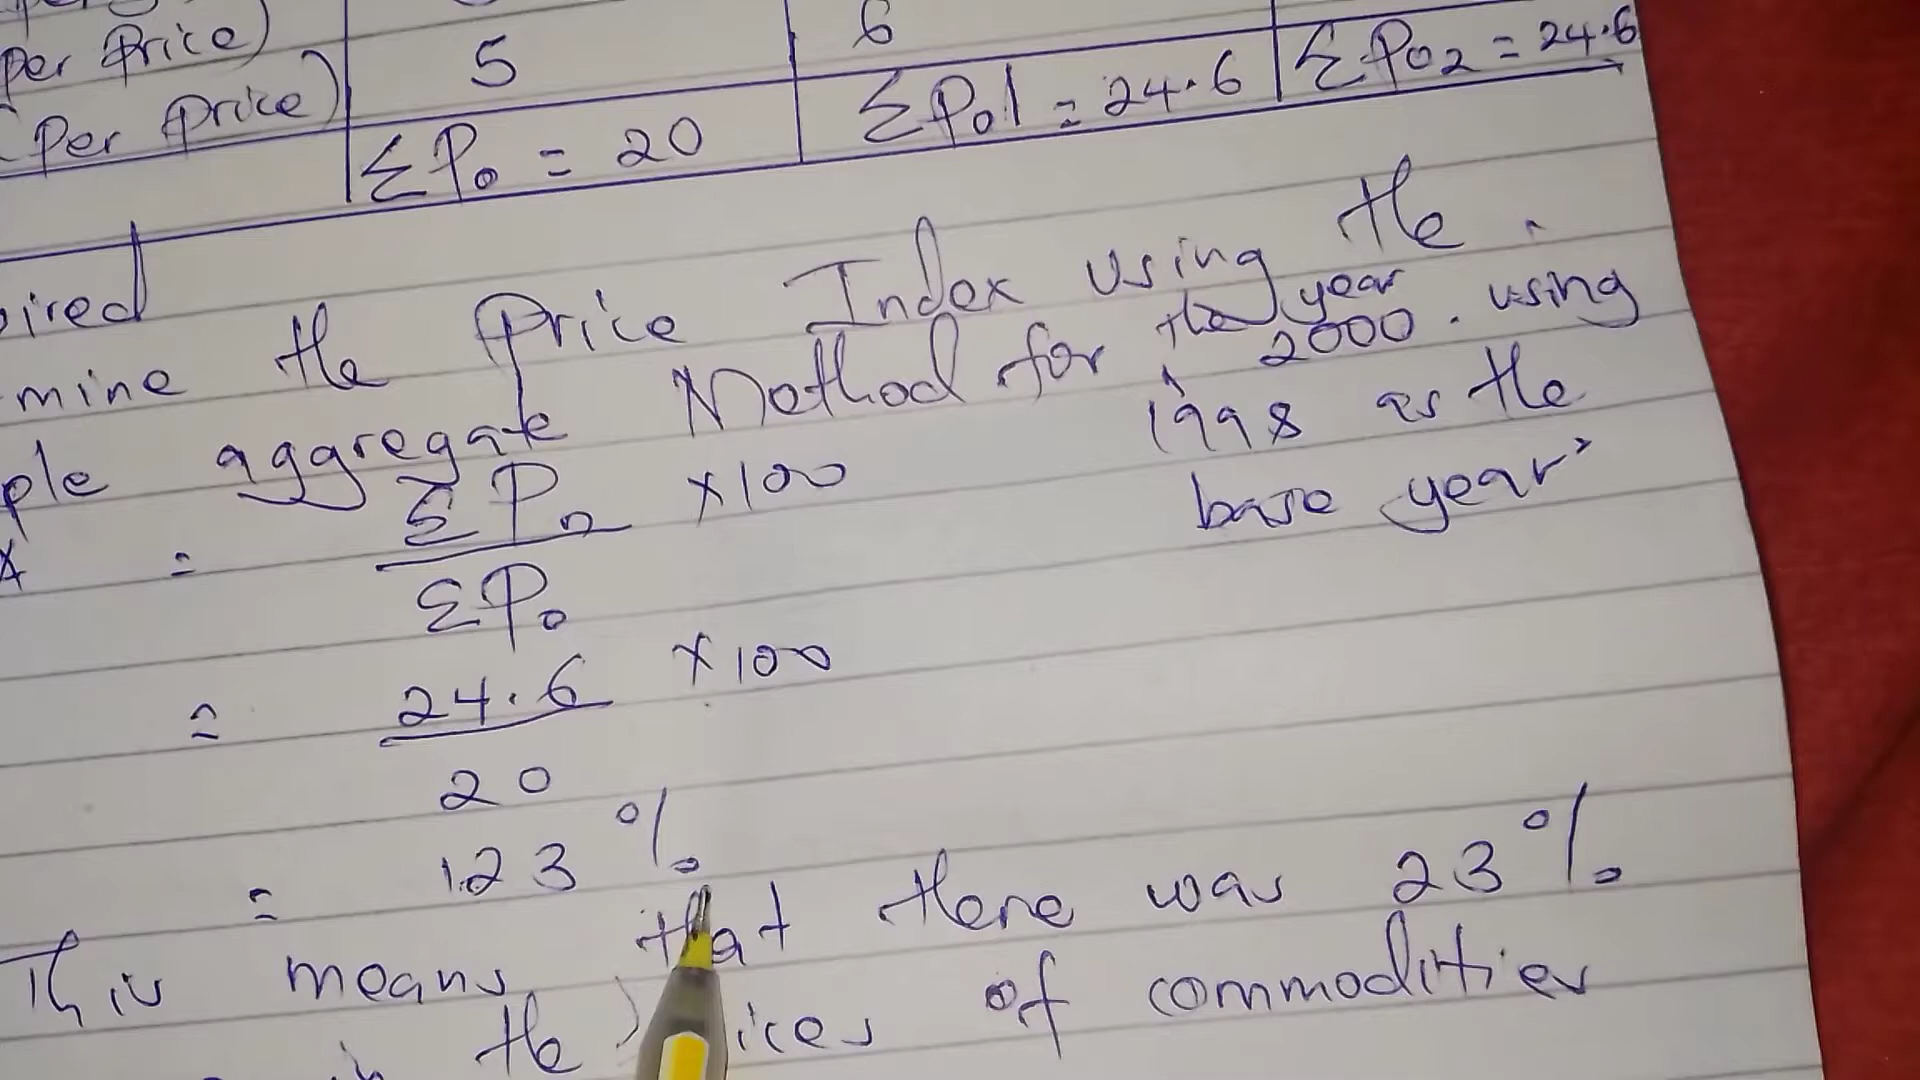 Per Price) 5 6
Per Price) ΣP₀ = 20 ΣP₀1 = 24.6 ΣP₀2 = 24.6
ired
mine the Price Index using the
ple aggregate Method for the year 2000. using
1998 as the
base year
= ΣPn × 100
ΣP₀
= 24.6 × 100
20
= 123 %
This means that there was 23 %
the ices of commodities